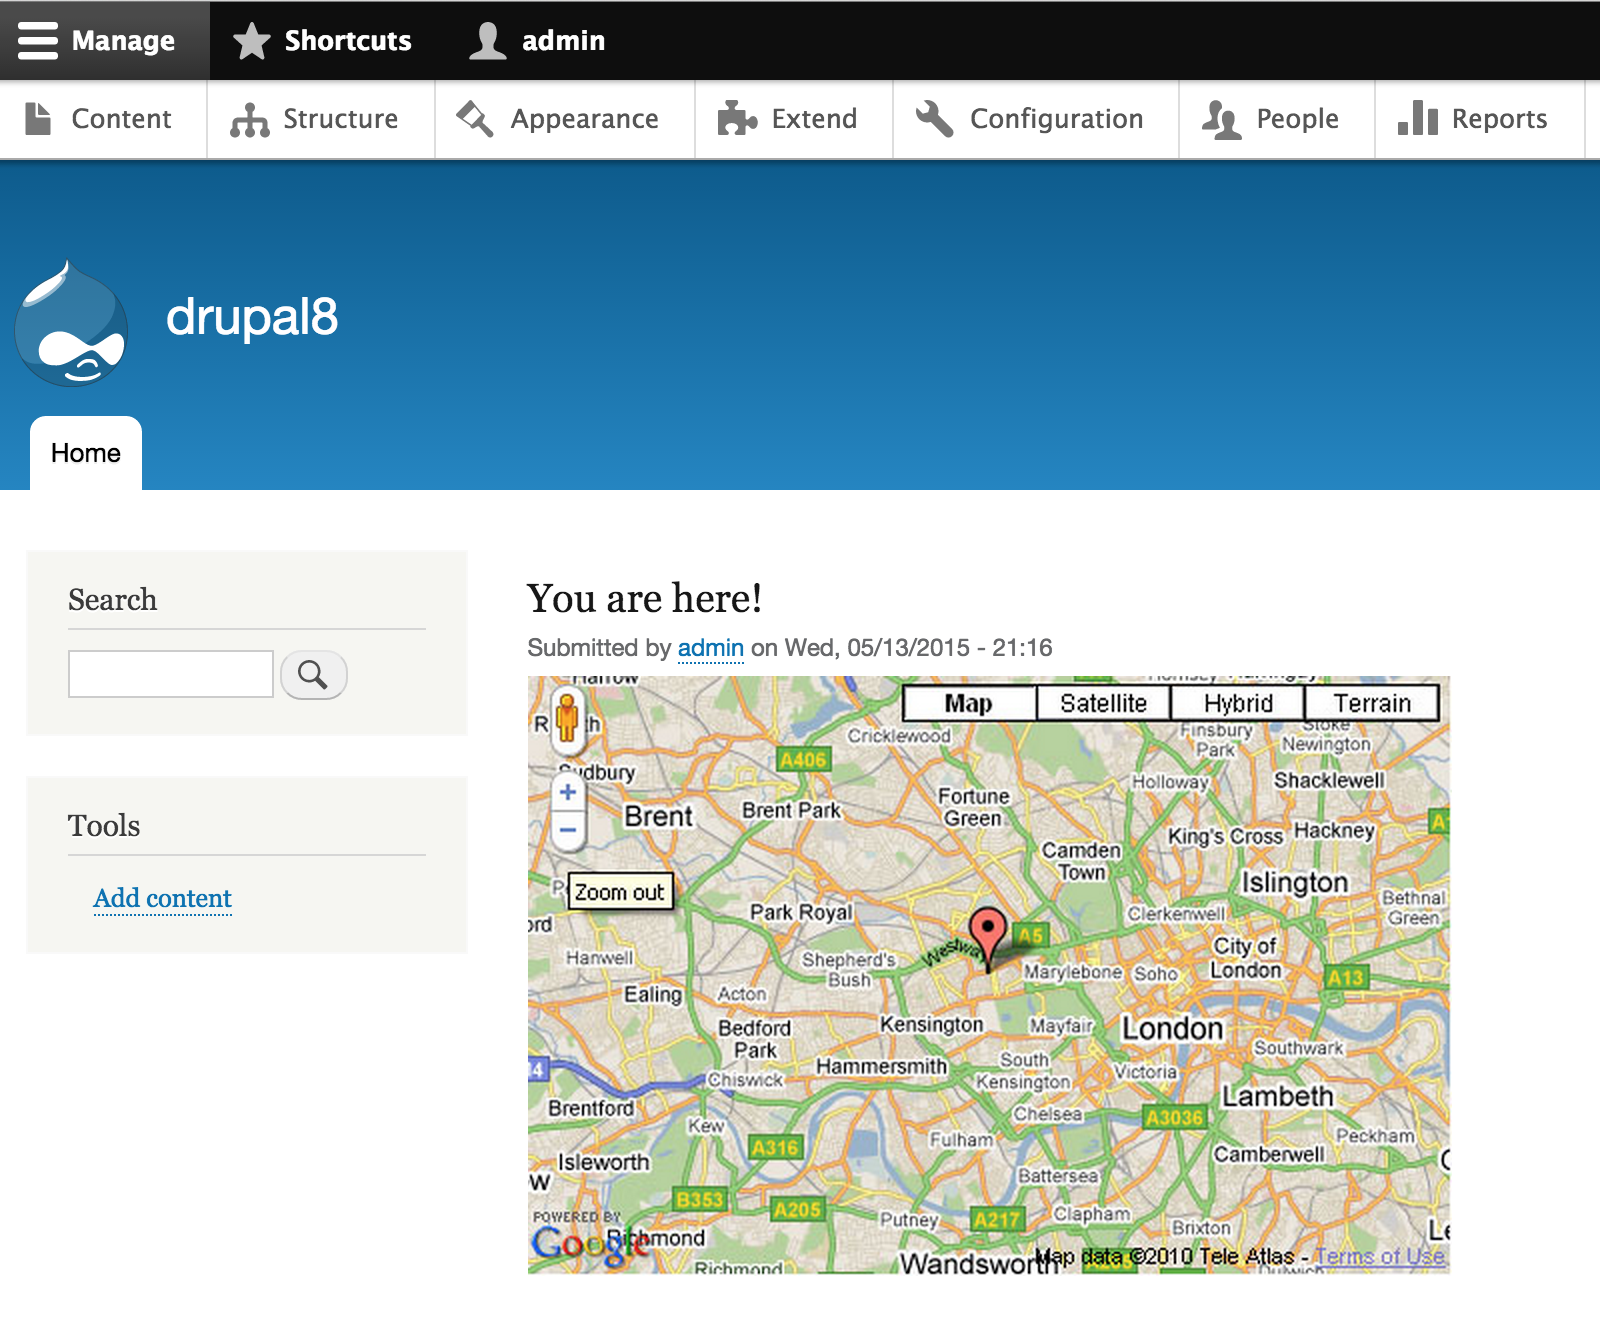 Manage Shortcuts admin
Content Structure Appearance Extend Configuration People Reports
drupal8
Home
Search
Tools
Add content
You are here!
Submitted by admin on Wed, 05/13/2015 - 21:16
Harrow
Map Satellite Hybrid Terrain
Cricklewood
Finsbury
Park
Stoke
Newington
A406
Sudbury
Holloway
Shacklewell
Brent
Brent Park
Fortune
Green
King's Cross
Hackney
Camden
Town
Islington
Zoom out
Bethnal
Green
Park Royal
Clerkenwell
A5
Westway
City of
London
Hanwell
Shepherd's
Bush
Marylebone
Soho
A13
Ealing
Acton
Bedford
Park
Kensington
Mayfair
London
Southwark
Hammersmith
South
Kensington
Victoria
Chiswick
Lambeth
Brentford
Chelsea
A3036
Kew
Fulham
Peckham
A316
Camberwell
Isleworth
Battersea
B353
A205
Putney
A217
Clapham
Brixton
POWERED BY
Google
Richmond
Wandsworth
Map data ©2010 Tele Atlas - Terms of Use
Richmond